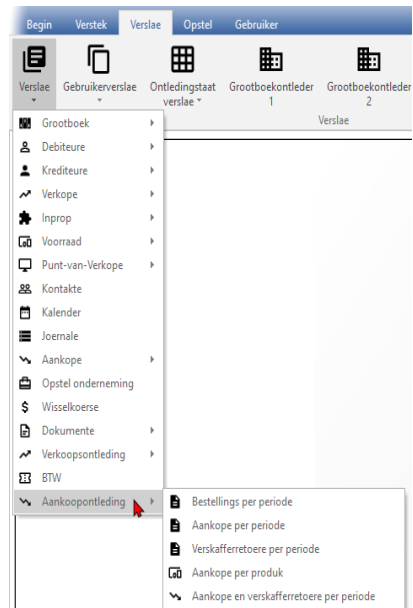 Begin Verstek Verslae Opstel Gebruiker
Verslae Gebruikerverslae Ontledingstaat verslae Grootboekontleder 1 Grootboekontleder 2
Verslae
Grootboek
Debiteure
Krediteure
Verkope
Inprop
Voorraad
Punt-van-Verkope
Kontakte
Kalender
Joernale
Aankope
Opstel onderneming
Wisselkoerse
Dokumente
Verkoopsontleding
BTW
Aankoopontleding
Bestellings per periode
Aankope per periode
Verskafferretoere per periode
Aankope per produk
Aankope en verskafferretoere per periode